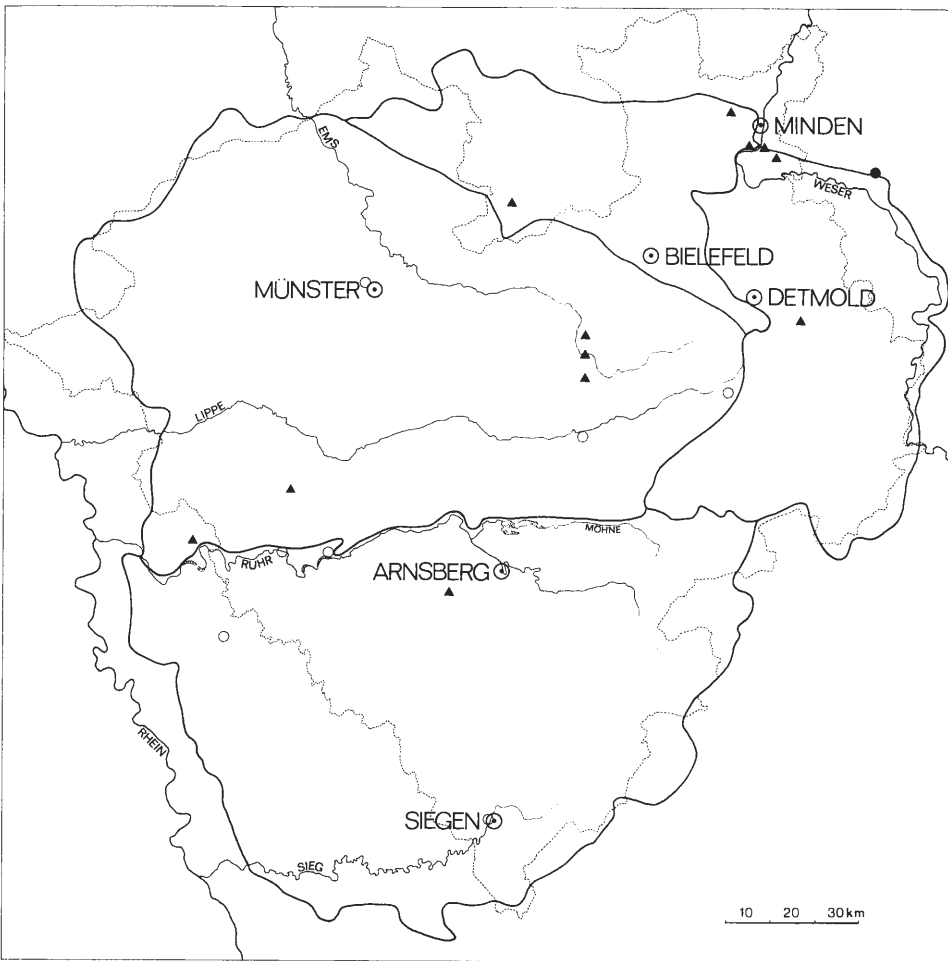 MINDEN
EMS
WESER
BIELEFELD
MÜNSTER
DETMOLD
LIPPE
MÖHNE
RUHR
ARNSBERG
RHEIN
SIEGEN
SIEG
10 20 30 km